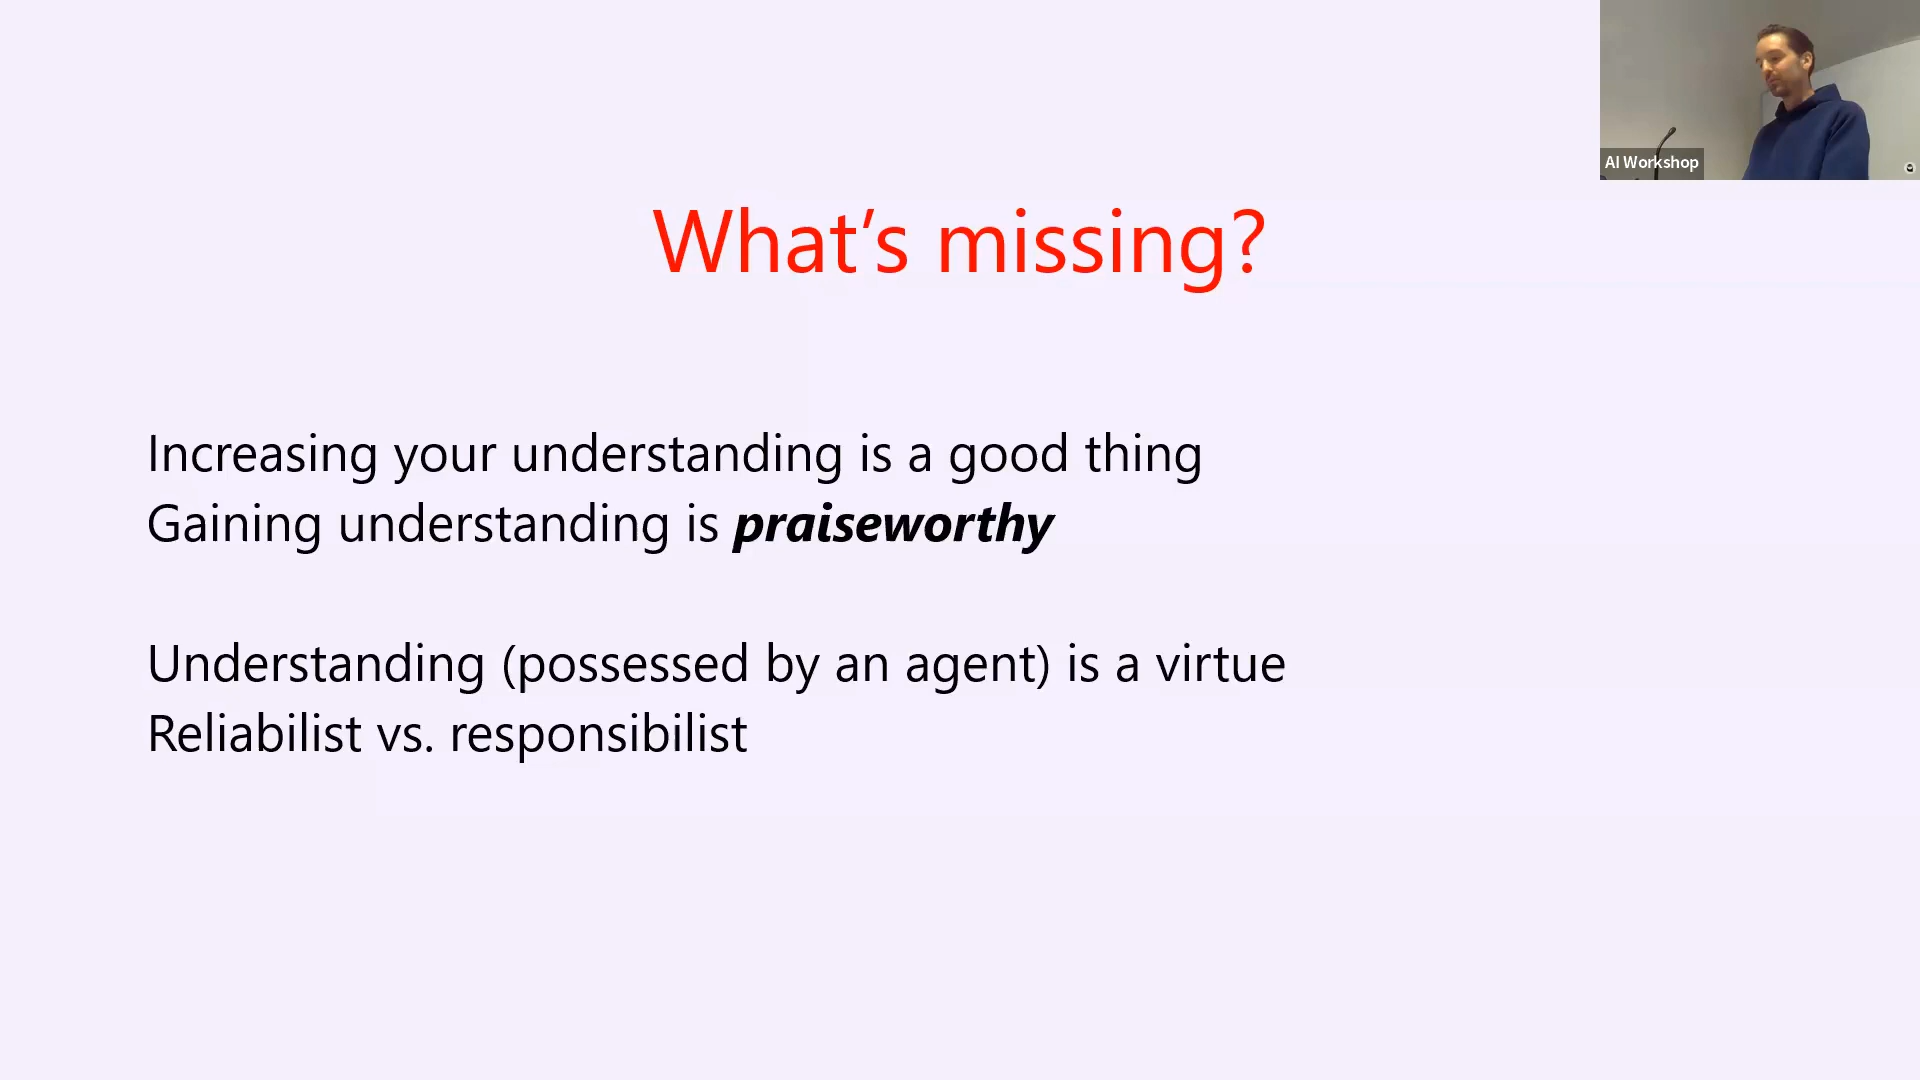 AI Workshop
What's missing?
Increasing your understanding is a good thing
Gaining understanding is praiseworthy
Understanding (possessed by an agent) is a virtue
Reliabilist vs. responsibilist